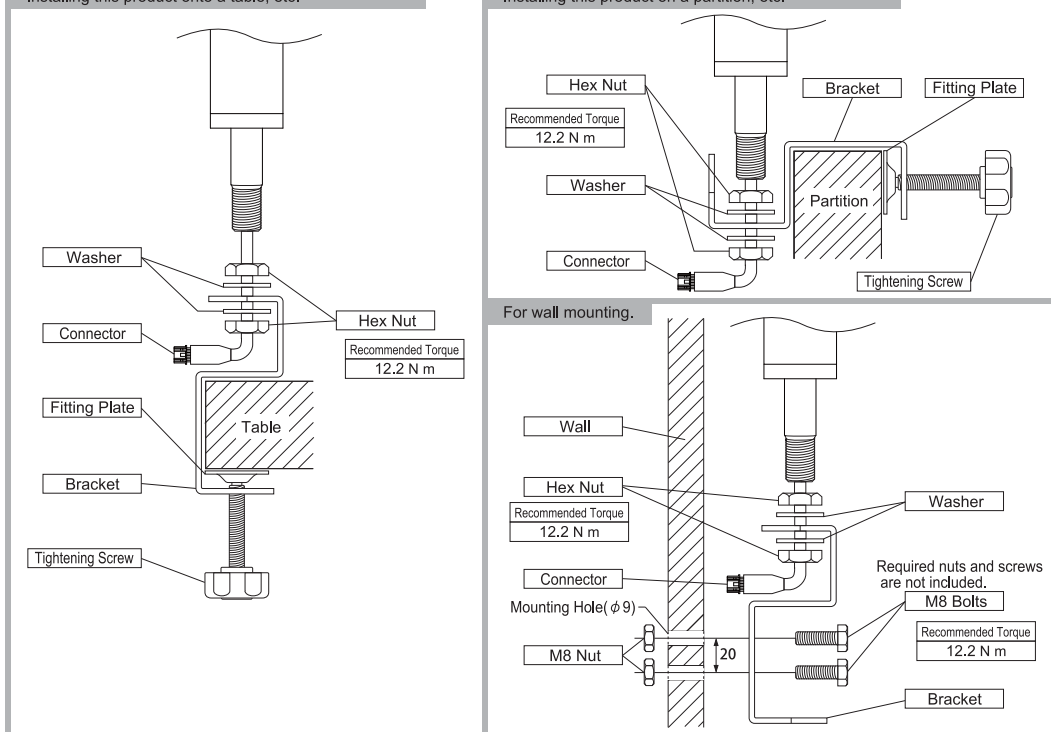 Installing this product onto a table, etc.
Washer
Connector
Hex Nut
Recommended Torque
12.2 N m
Fitting Plate
Table
Bracket
Tightening Screw
Installing this product on a partition, etc.
Hex Nut
Bracket
Fitting Plate
Recommended Torque
12.2 N m
Washer
Partition
Connector
Tightening Screw
For wall mounting.
Wall
Hex Nut
Washer
Recommended Torque
12.2 N m
Connector
Required nuts and screws
are not included.
Mounting Hole(φ9)
M8 Bolts
M8 Nut
20
Recommended Torque
12.2 N m
Bracket